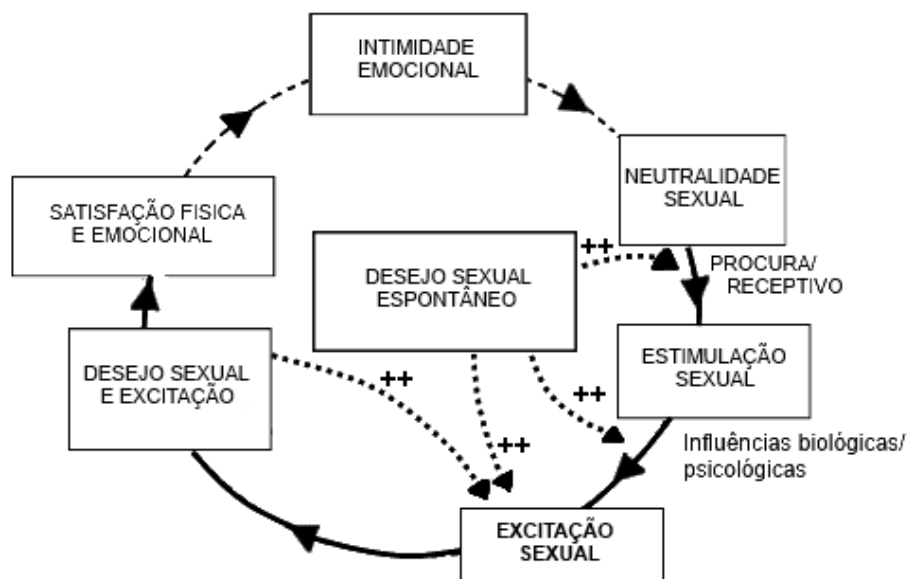 INTIMIDADE
EMOCIONAL
NEUTRALIDADE
SEXUAL
SATISFAÇÃO FISICA
E EMOCIONAL
DESEJO SEXUAL
ESPONTÂNEO
++
PROCURA/
RECEPTIVO
DESEJO SEXUAL
E EXCITAÇÃO
ESTIMULAÇÃO
SEXUAL
++
++
++
Influências biológicas/
psicológicas
EXCITAÇÃO
SEXUAL